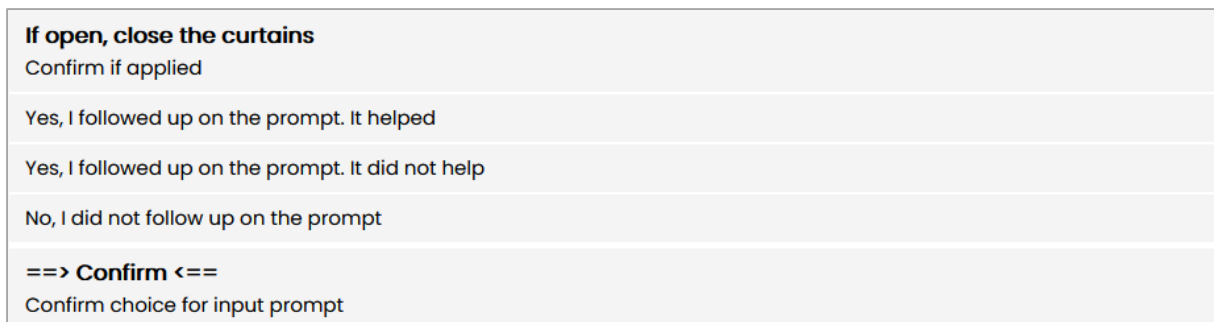 If open, close the curtains
Confirm if applied
Yes, I followed up on the prompt. It helped
Yes, I followed up on the prompt. It did not help
No, I did not follow up on the prompt
==> Confirm <==
Confirm choice for input prompt